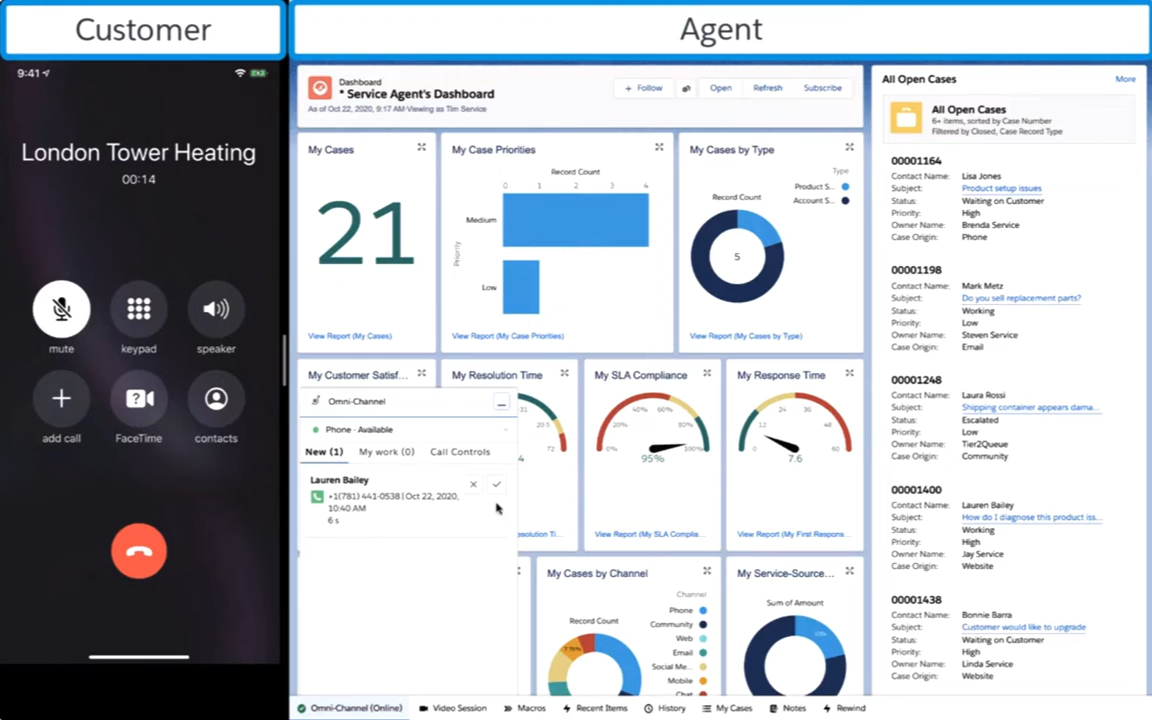 Customer
9:41
London Tower Heating
00:14
mute
keypad
speaker
add call
FaceTime
contacts
Agent
Dashboard
* Service Agent's Dashboard
As of Oct 22, 2020, 9:17 AM·Viewing as Tim Service
+ Follow
Open
Refresh
Subscribe
My Cases
21
View Report (My Cases)
My Case Priorities
Record Count
0 1 2 3 4
Priority
Medium
Low
View Report (My Case Priorities)
My Cases by Type
Type
Record Count
Product S...
Account S...
5
View Report (My Cases by Type)
My Customer Satisf...
My Resolution Time
72
esolution Ti...
My SLA Compliance
0% 20% 40% 60% 80% 100%
95%
View Report (My SLA Complia...
My Response Time
0 12 24 36 48 60
7.6
View Report (My First Respons...
Omni-Channel
Phone - Available
New (1)
My work (0)
Call Controls
Lauren Bailey
+1(781) 441-0538 | Oct 22, 2020,
10:40 AM
6 s
My Cases by Channel
Channel
Record Count
Phone
Community
Web
Email
Social Me...
Mobile
Chat
My Service-Source...
Sum of Amount
All Open Cases
More
All Open Cases
6+ items, sorted by Case Number
Filtered by Closed, Case Record Type
00001164
Contact Name: Lisa Jones
Subject: Product setup issues
Status: Waiting on Customer
Priority: High
Owner Name: Brenda Service
Case Origin: Phone
00001198
Contact Name: Mark Metz
Subject: Do you sell replacement parts?
Status: Working
Priority: Low
Owner Name: Steven Service
Case Origin: Email
00001248
Contact Name: Laura Rossi
Subject: Shipping container appears dama...
Status: Escalated
Priority: Low
Owner Name: Tier2Queue
Case Origin: Community
00001400
Contact Name: Lauren Bailey
Subject: How do I diagnose this product iss...
Status: Working
Priority: High
Owner Name: Jay Service
Case Origin: Website
00001438
Contact Name: Bonnie Barra
Subject: Customer would like to upgrade
Status: Waiting on Customer
Priority: High
Owner Name: Linda Service
Case Origin: Website
Omni-Channel (Online)
Video Session
Macros
Recent Items
History
My Cases
Notes
Rewind